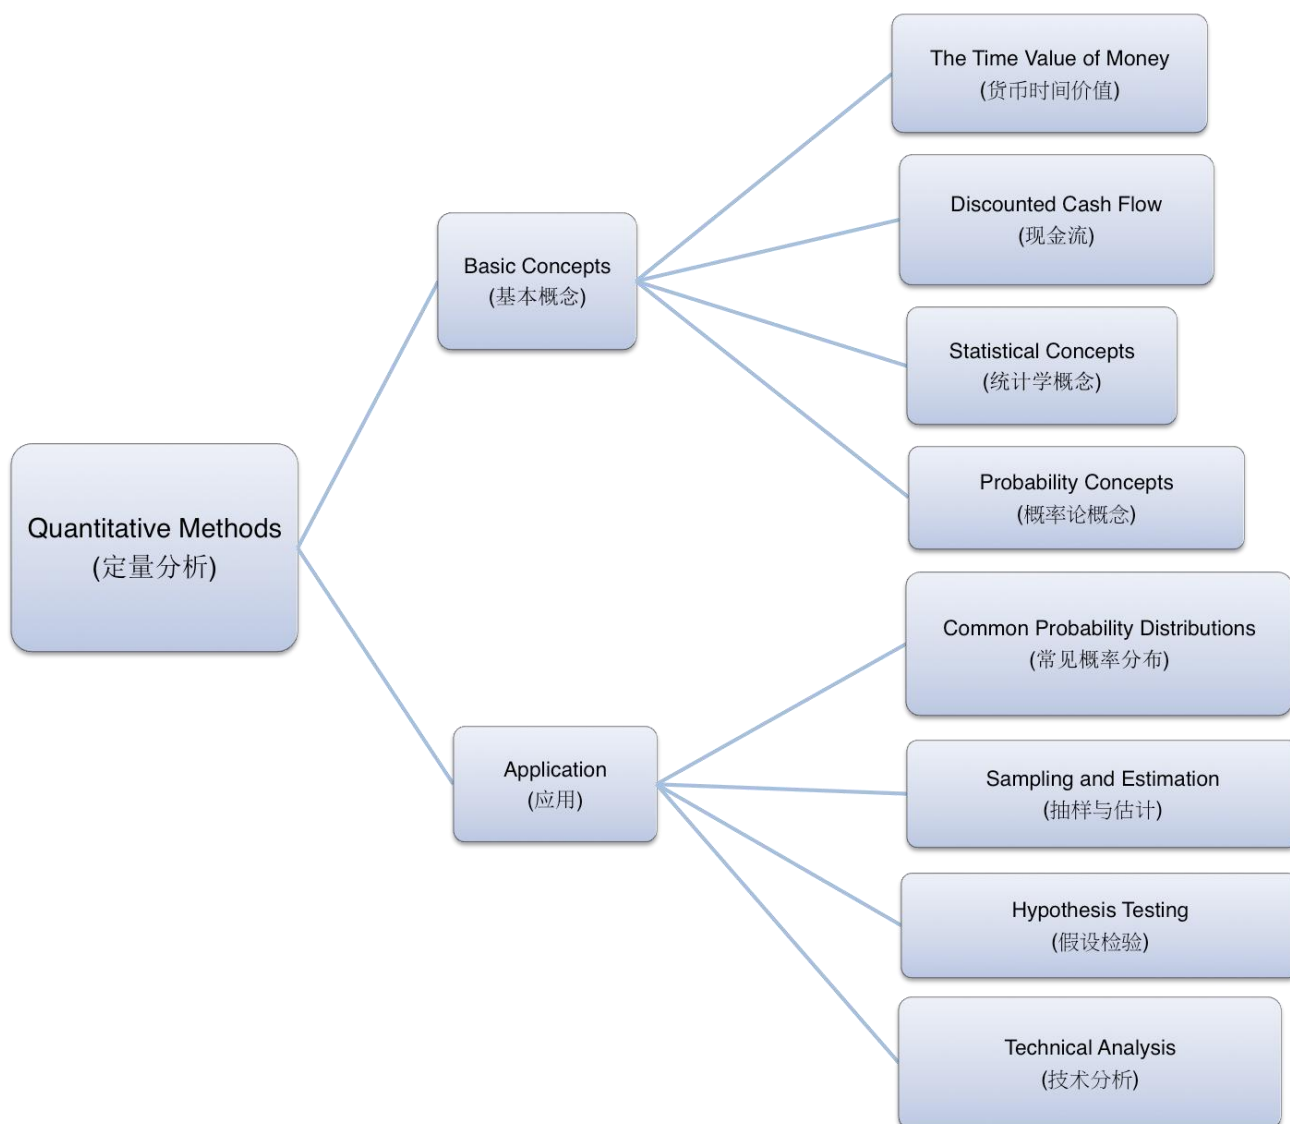 Quantitative Methods
(定量分析)
Basic Concepts
(基本概念)
The Time Value of Money
(货币时间价值)
Discounted Cash Flow
(现金流)
Statistical Concepts
(统计学概念)
Probability Concepts
(概率论概念)
Application
(应用)
Common Probability Distributions
(常见概率分布)
Sampling and Estimation
(抽样与估计)
Hypothesis Testing
(假设检验)
Technical Analysis
(技术分析)